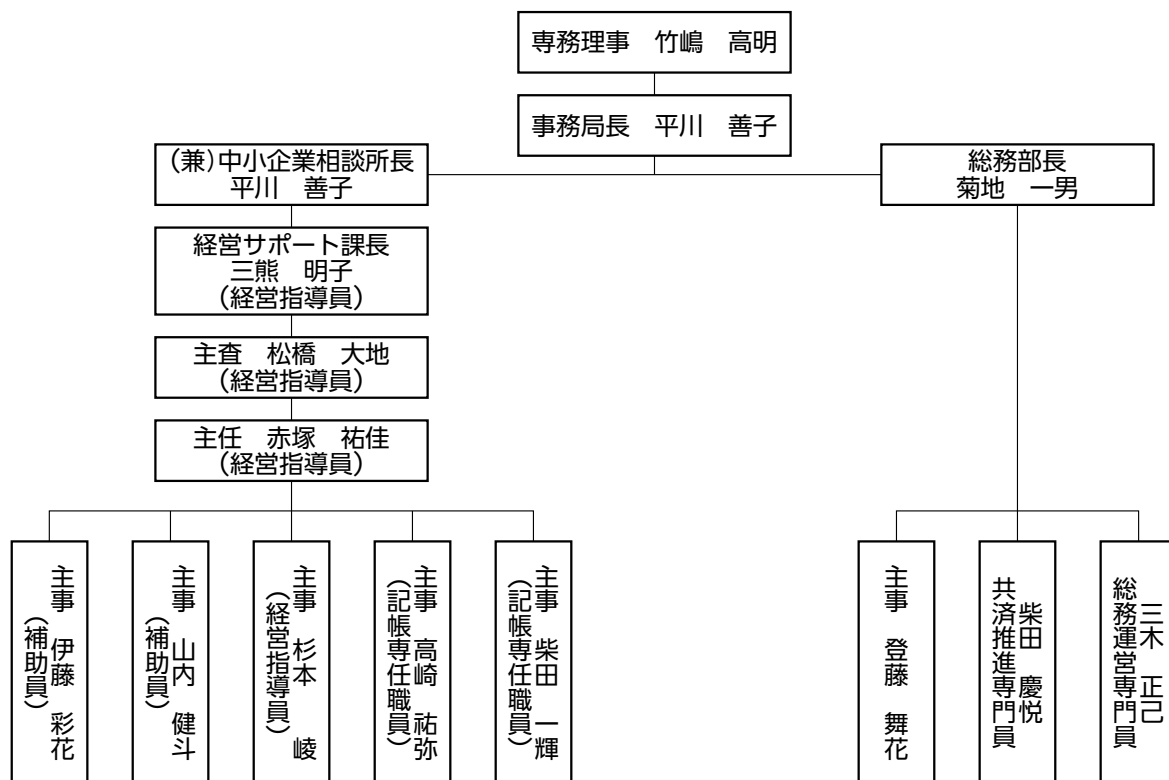 専務理事　竹嶋　高明
事務局長　平川　善子
(兼)中小企業相談所長
平川　善子
総務部長
菊地　一男
経営サポート課長
三熊　明子
(経営指導員)
主査　松橋　大地
(経営指導員)
主任　赤塚　祐佳
(経営指導員)
主事　伊藤　彩花
(補助員)
主事　山内　健斗
(補助員)
主事　杉本　崚
(経営指導員)
主事　高崎　祐弥
(記帳専任職員)
主事　柴田　一輝
(記帳専任職員)
主事　登藤　舞花
柴田　慶悦
共済推進専門員
三木　正己
総務運営専門員